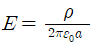 E = ρ / 2πε₀a